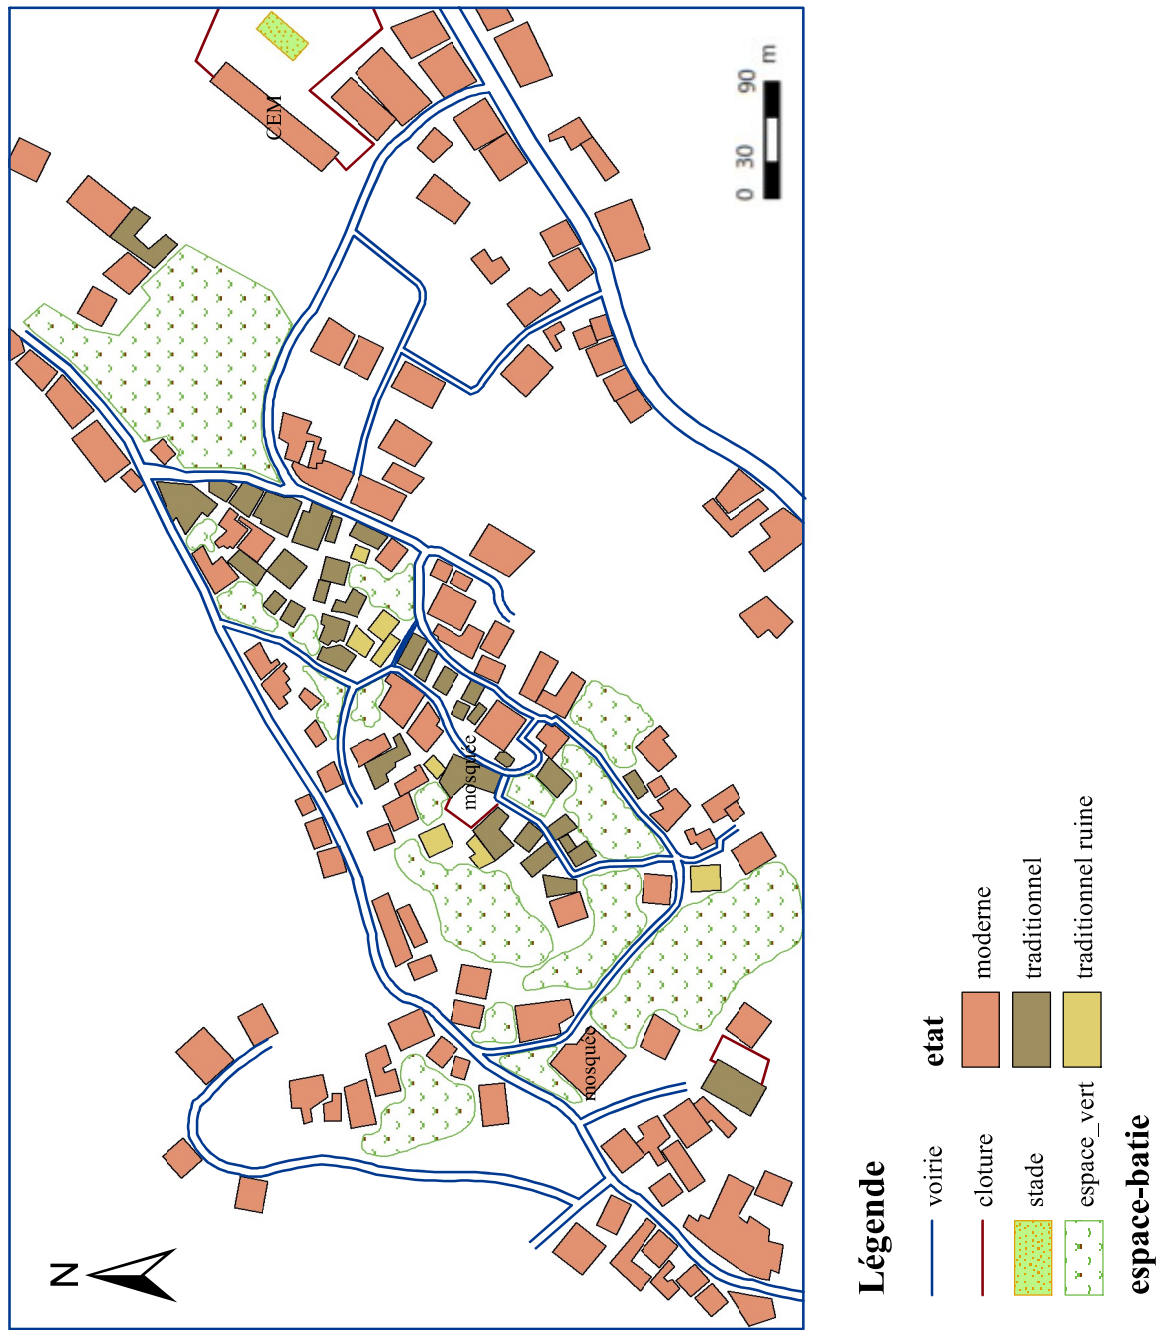 N
CEM
mosquée
mosquée
0 30 90 m
Légende
voirie
cloture
stade
espace_vert
espace-batie
etat
moderne
traditionnel
traditionnel ruine